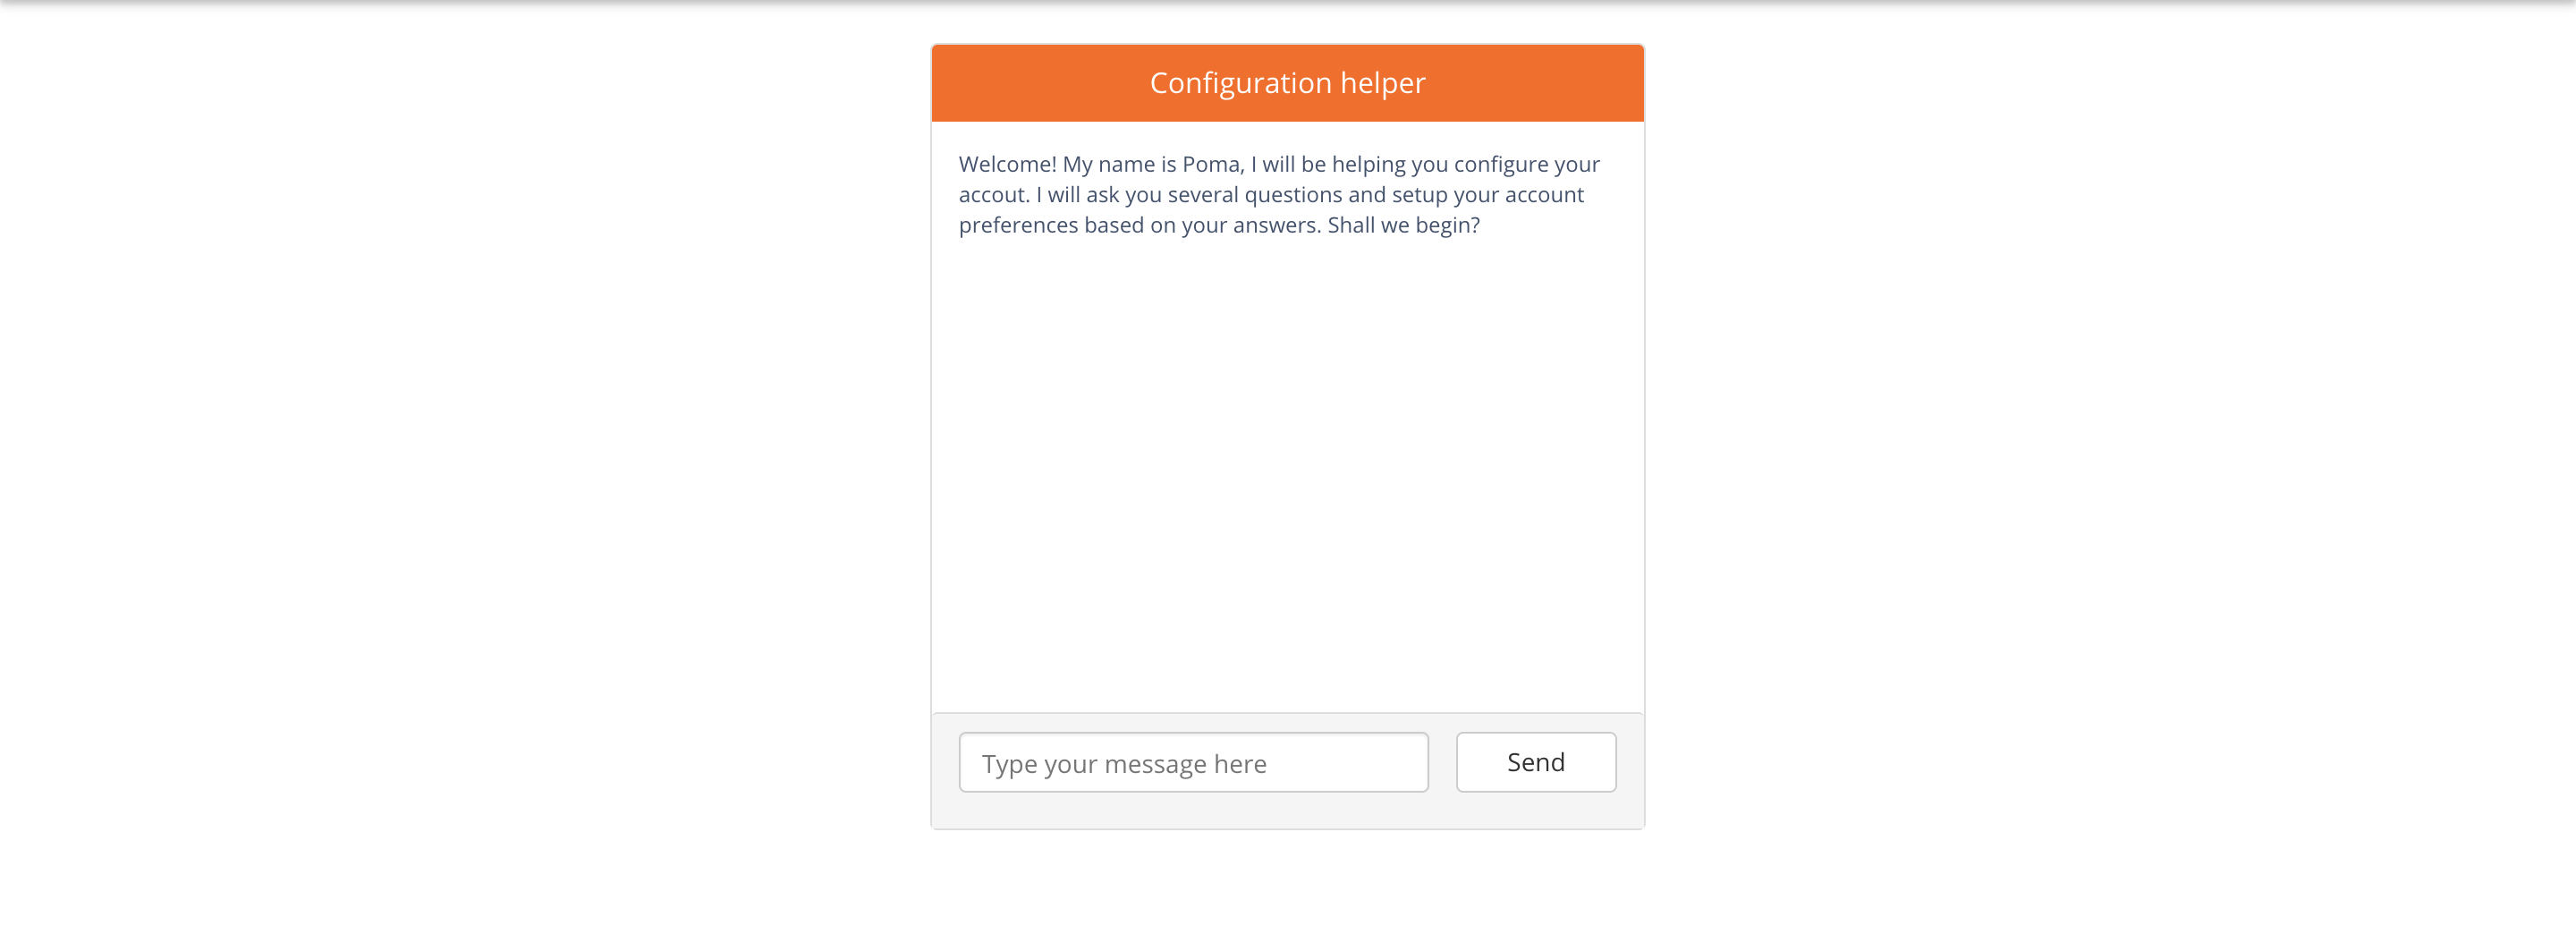 Configuration helper
Welcome! My name is Poma, I will be helping you configure your
accout. I will ask you several questions and setup your account
preferences based on your answers. Shall we begin?
Type your message here
Send